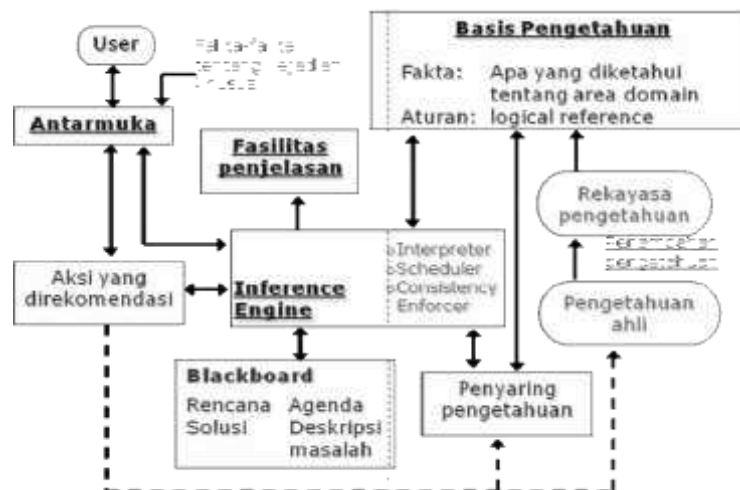 User
Basis Pengetahuan
Fakta: Apa yang diketahui
tentang area domain
Aturan: logical reference
Antarmuka
Fasilitas
penjelasan
Rekayasa
pengetahuan
Aksi yang
direkomendasi
Inference
Engine
Interpreter
Scheduler
Consistency
Enforcer
Pengetahuan
ahli
Blackboard
Rencana Agenda
Solusi Deskripsi
masalah
Penyaring
pengetahuan